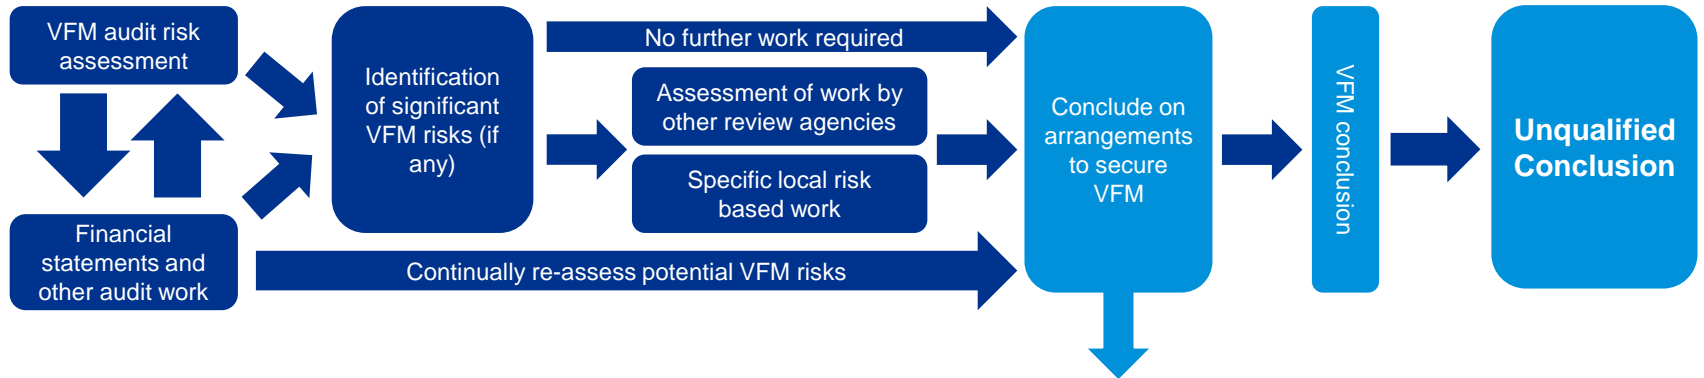 VFM audit risk
assessment
Financial
statements and
other audit work
Identification
of significant
VFM risks (if
any)
No further work required
Assessment of work by
other review agencies
Specific local risk
based work
Continually re-assess potential VFM risks
Conclude on
arrangements
to secure
VFM
VFM conclusion
Unqualified
Conclusion